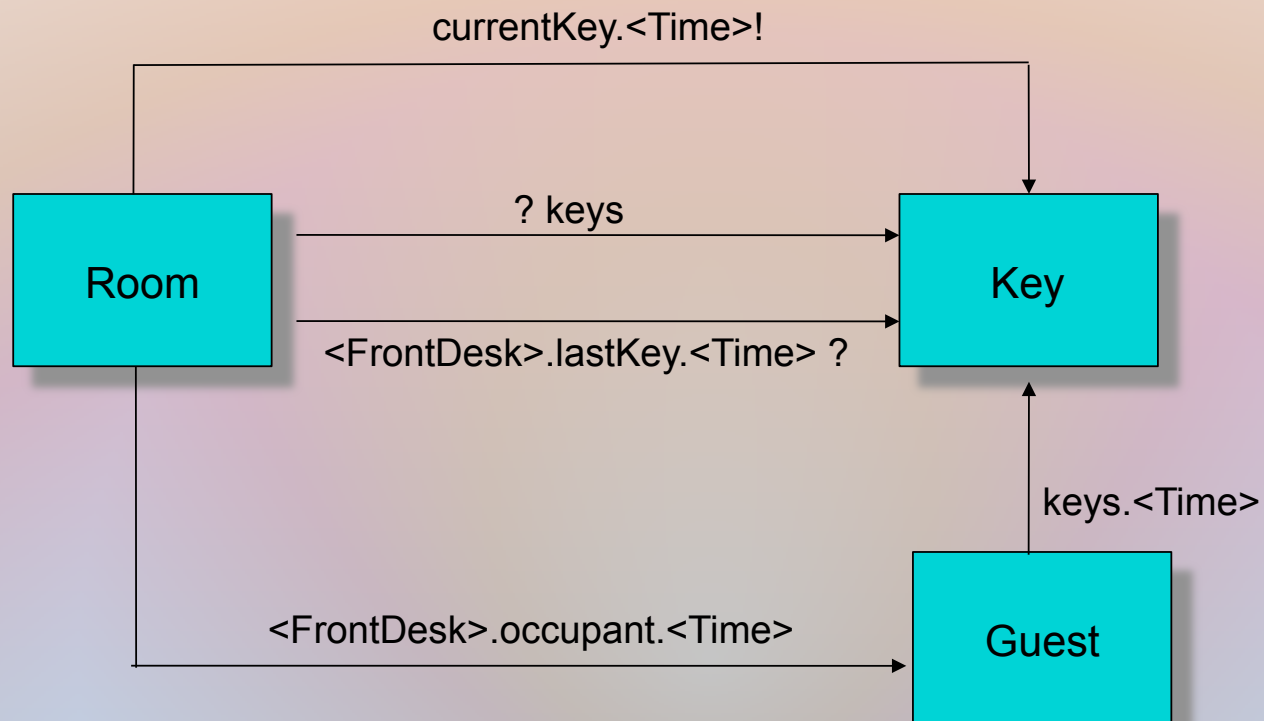 currentKey.<Time>!
? keys
Room
Key
<FrontDesk>.lastKey.<Time> ?
keys.<Time>
<FrontDesk>.occupant.<Time>
Guest